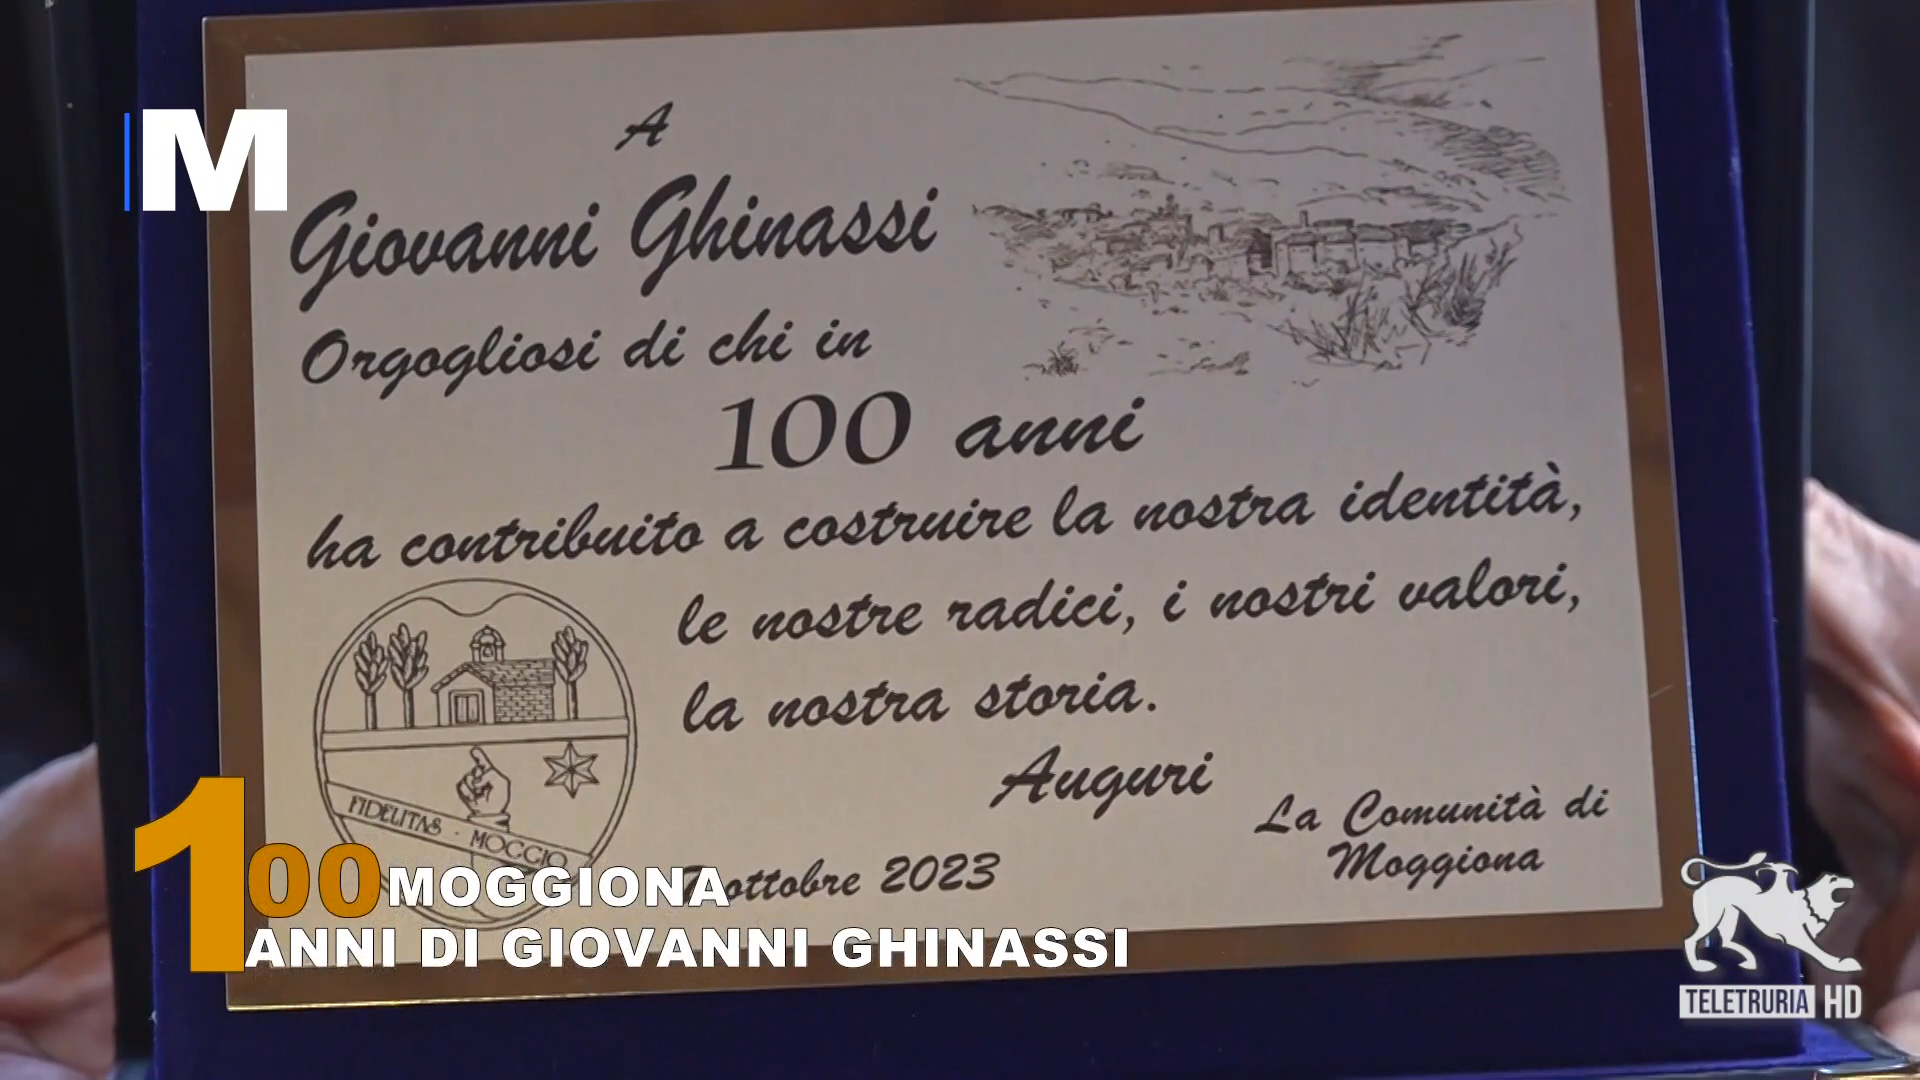 M
A
Giovanni Ghinassi
Orgogliosi di chi in
100 anni
ha contribuito a costruire la nostra identità,
le nostre radici, i nostri valori,
la nostra storia.
Auguri
La Comunità di
Moggiona
ottobre 2023
FIDELITAS · MOGGIO
100 MOGGIONA
ANNI DI GIOVANNI GHINASSI
TELETRURIA HD